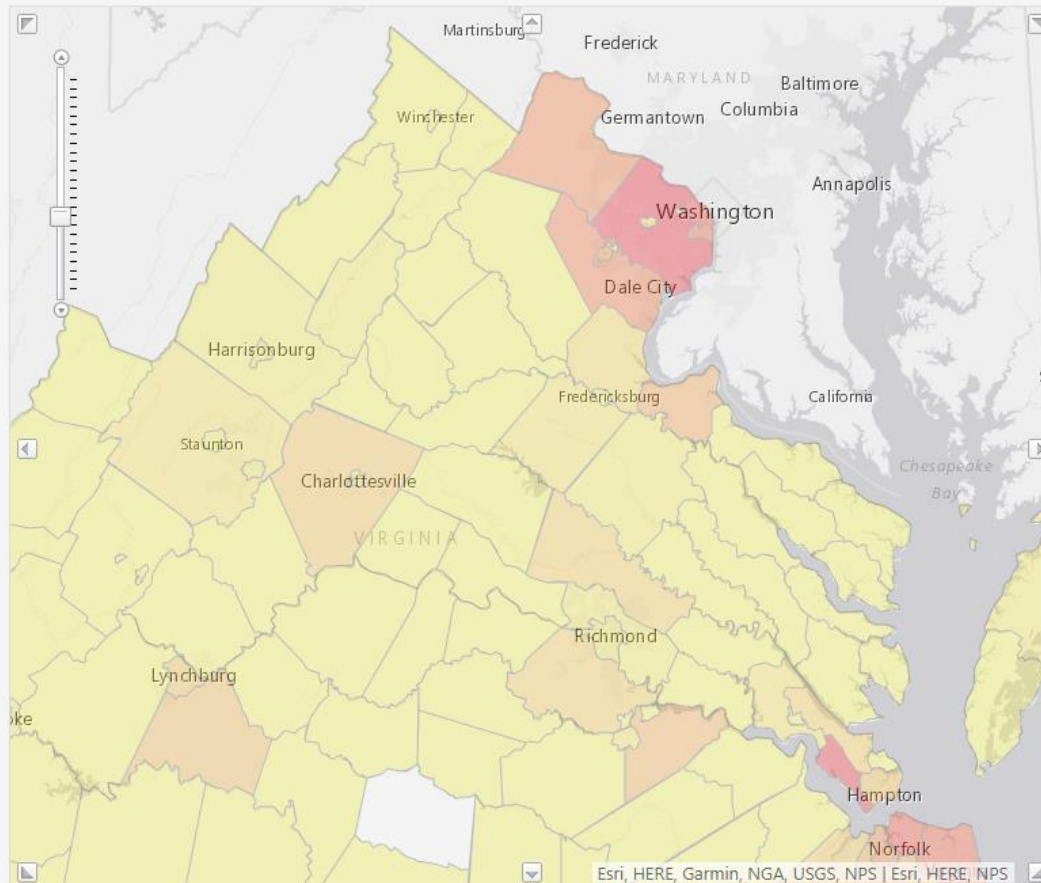 Martinsburg
Frederick
MARYLAND
Baltimore
Winchester
Germantown
Columbia
Annapolis
Washington
Dale City
Harrisonburg
Fredericksburg
California
Staunton
Charlottesville
Chesapeake
Bay
VIRGINIA
Richmond
Lynchburg
oke
Hampton
Norfolk
Esri, HERE, Garmin, NGA, USGS, NPS | Esri, HERE, NPS